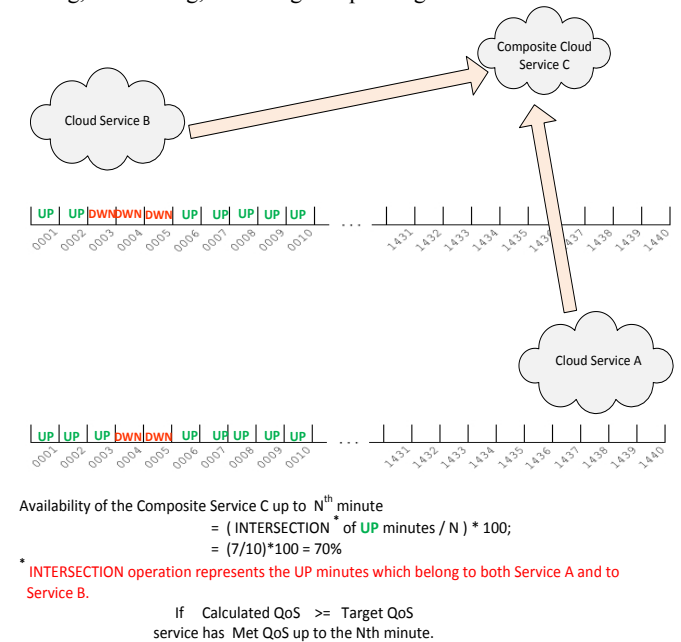 Composite Cloud
Service C
Cloud Service B
UP UP DWN DWN DWN UP UP UP UP UP
0001 0002 0003 0004 0005 0006 0007 0008 0009 0010 ... 1431 1432 1433 1434 1435 1436 1437 1438 1439 1440
Cloud Service A
UP UP UP DWN DWN UP UP UP UP UP
0001 0002 0003 0004 0005 0006 0007 0008 0009 0010 ... 1431 1432 1433 1434 1435 1436 1437 1438 1439 1440
Availability of the Composite Service C up to Nth minute
= ( INTERSECTION * of UP minutes / N ) * 100;
= (7/10)*100 = 70%
* INTERSECTION operation represents the UP minutes which belong to both Service A and to
Service B.
If Calculated QoS >= Target QoS
service has Met QoS up to the Nth minute.